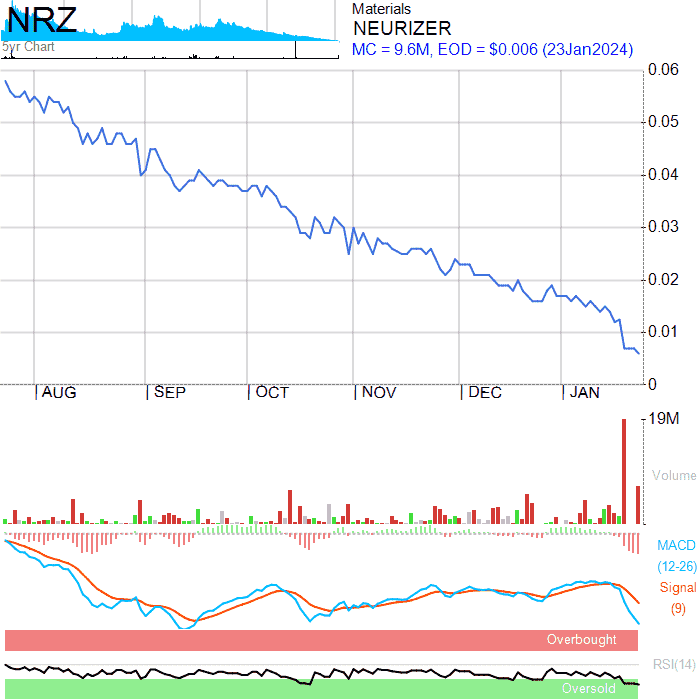 NRZ
5yr Chart
Materials
NEURIZER
MC = 9.6M, EOD = $0.006 (23Jan2024)
0.06
0.05
0.04
0.03
0.02
0.01
0
AUG SEP OCT NOV DEC JAN
19M
Volume
MACD
(12-26)
Signal
(9)
Overbought
RSI(14)
Oversold